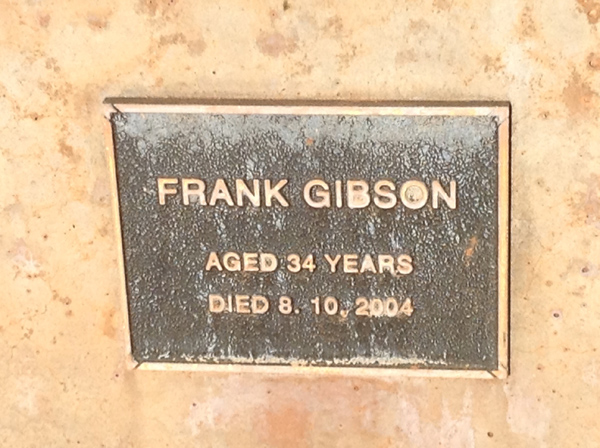 FRANK GIBSON
AGED 34 YEARS
DIED 8. 10. 2004